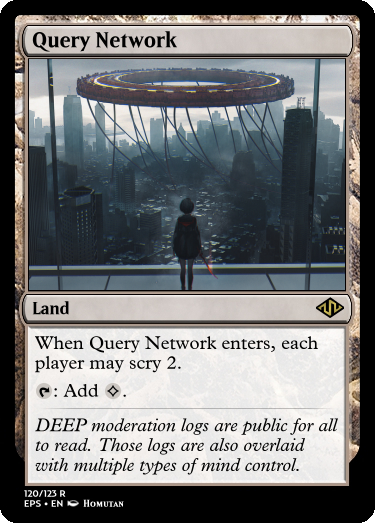 Query Network
Land
When Query Network enters, each
player may scry 2.
: Add .
DEEP moderation logs are public for all
to read. Those logs are also overlaid
with multiple types of mind control.
120/123 R
EPS • EN Homutan